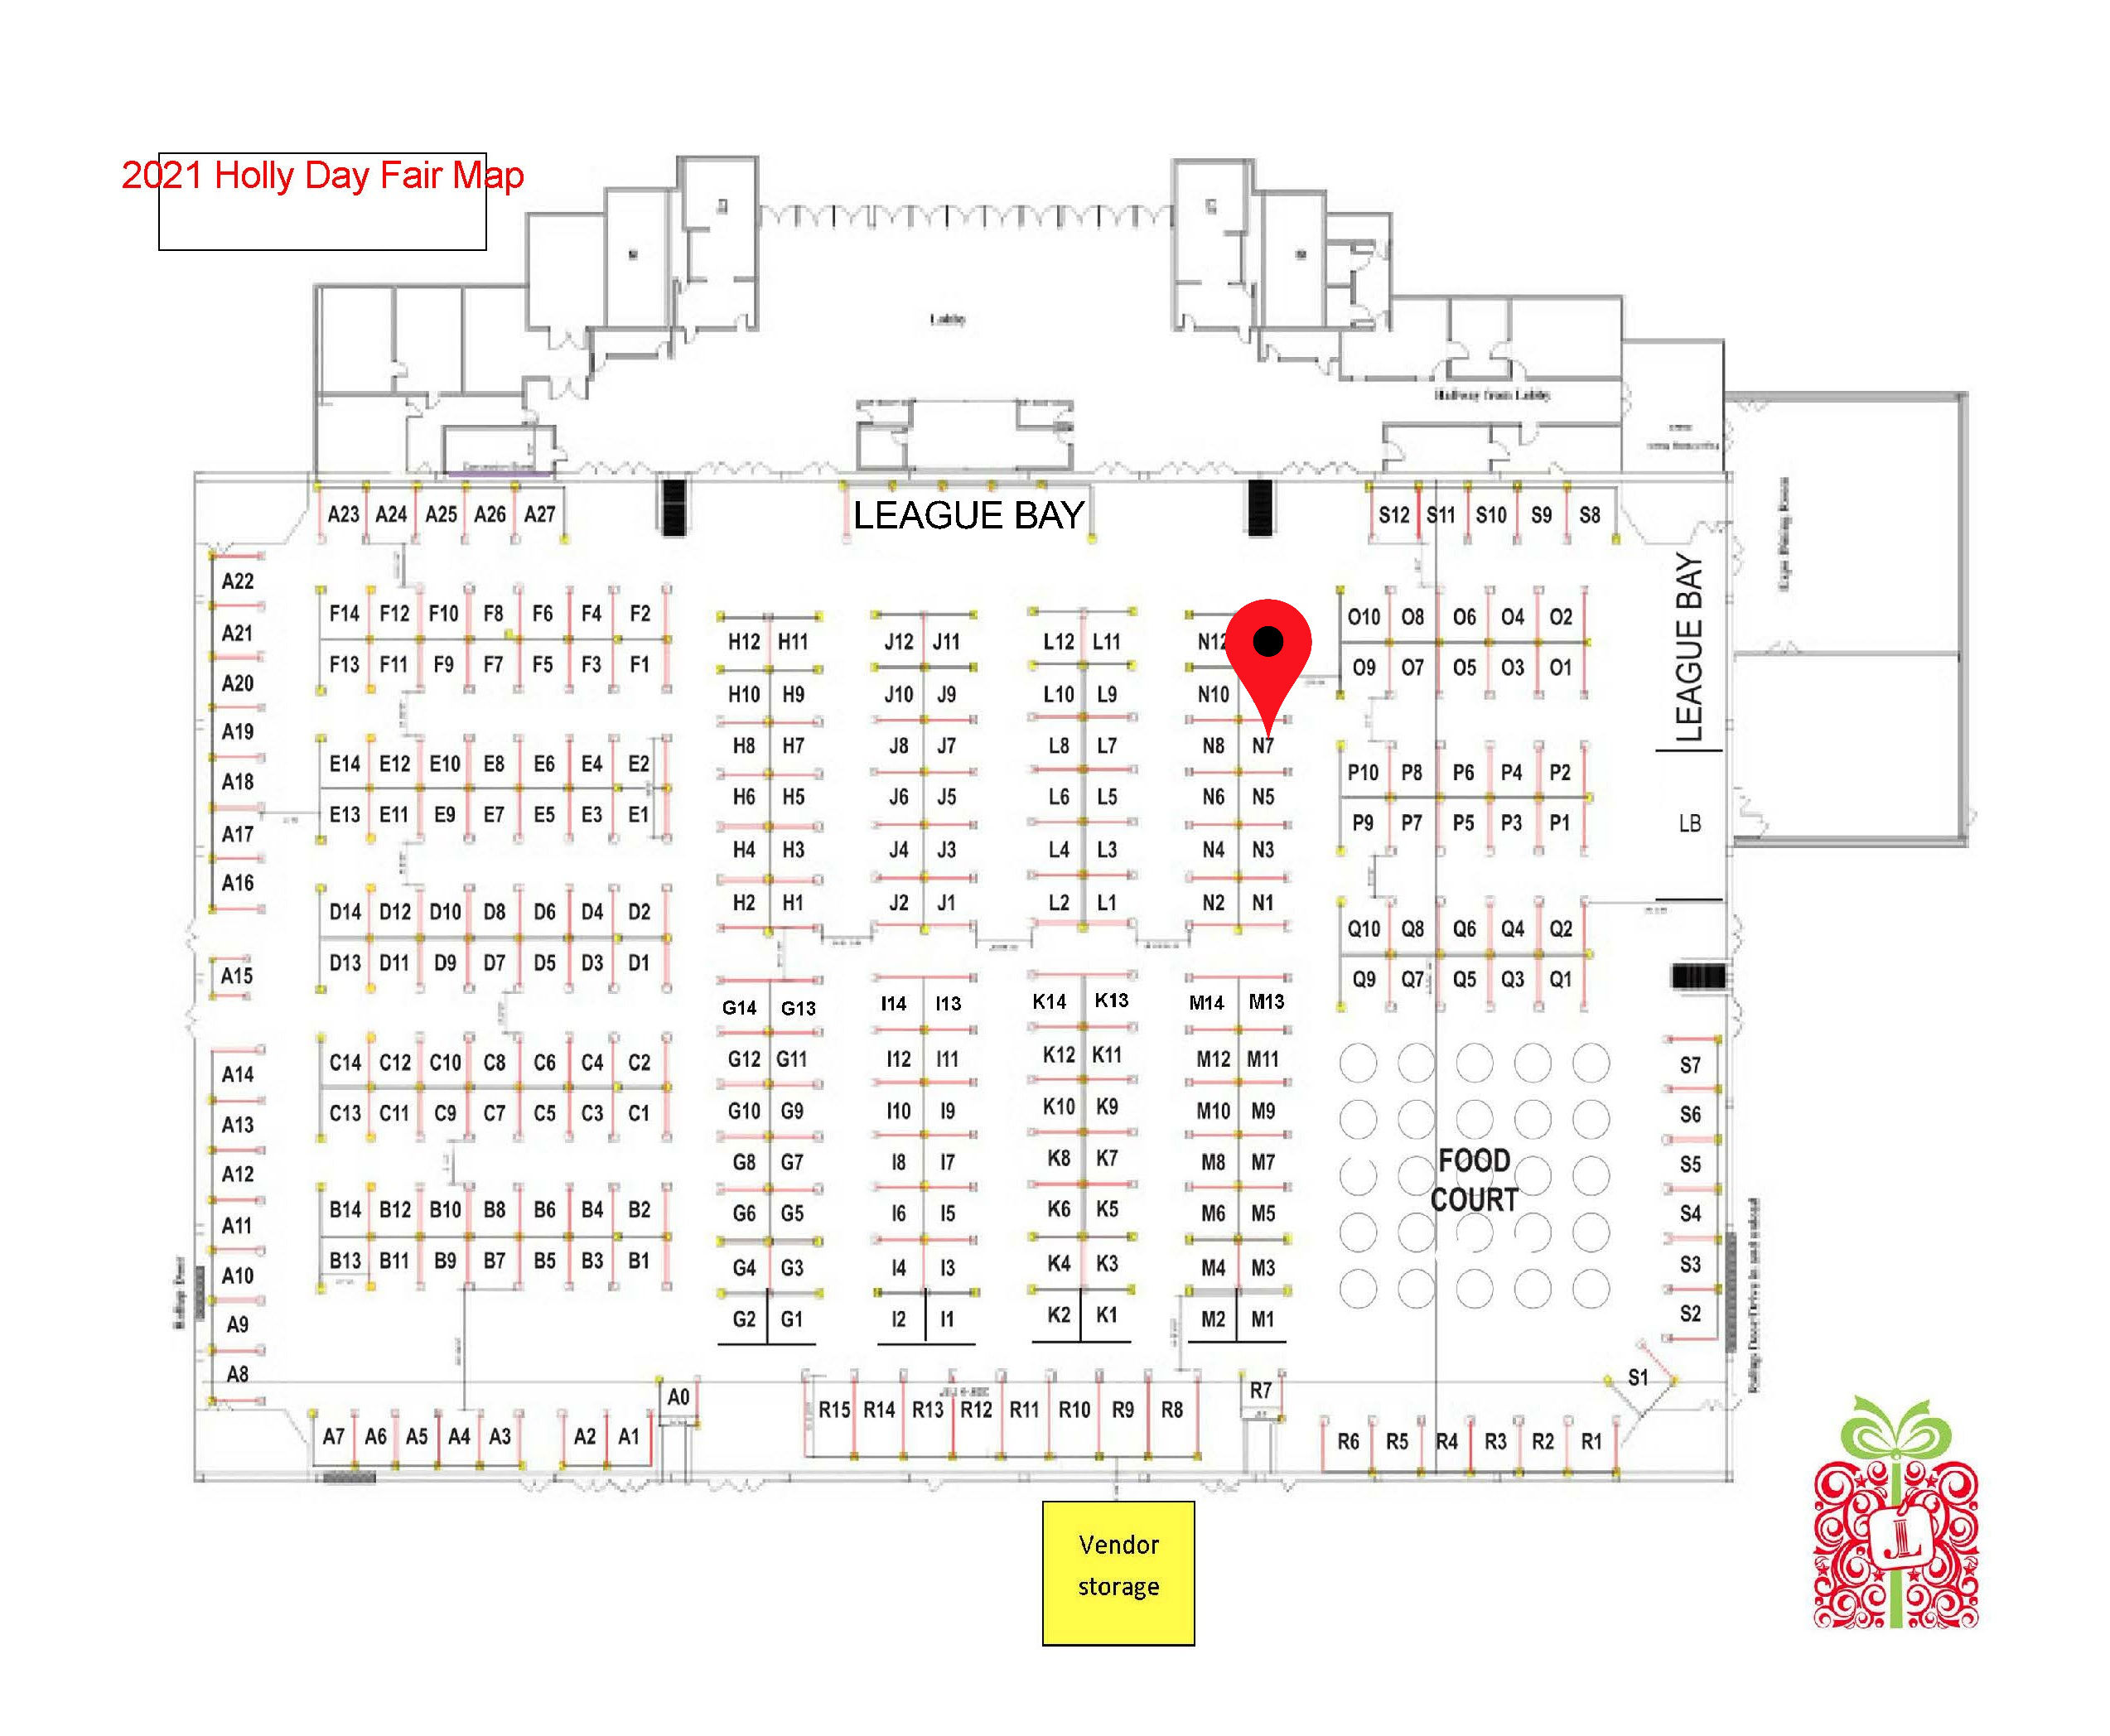 2021 Holly Day Fair Map
Lobby
Hallway from Lobby
LEAGUE BAY
A23 A24 A25 A26 A27
S12 S11 S10 S9 S8
A22
F14 F12 F10 F8 F6 F4 F2
O10 O8 O6 O4 O2
A21
H12 H11 J12 J11 L12 L11 N12
F13 F11 F9 F7 F5 F3 F1
O9 O7 O5 O3 O1
LEAGUE BAY
A20
H10 H9 J10 J9 L10 L9 N10
A19
H8 H7 J8 J7 L8 L7 N8 N7
E14 E12 E10 E8 E6 E4 E2
P10 P8 P6 P4 P2
A18
H6 H5 J6 J5 L6 L5 N6 N5
E13 E11 E9 E7 E5 E3 E1
P9 P7 P5 P3 P1
LB
A17
H4 H3 J4 J3 L4 L3 N4 N3
A16
H2 H1 J2 J1 L2 L1 N2 N1
D14 D12 D10 D8 D6 D4 D2
Q10 Q8 Q6 Q4 Q2
D13 D11 D9 D7 D5 D3 D1
Q9 Q7 Q5 Q3 Q1
A15
G14 G13 I14 I13 K14 K13 M14 M13
C14 C12 C10 C8 C6 C4 C2
G12 G11 I12 I11 K12 K11 M12 M11
S7
A14
C13 C11 C9 C7 C5 C3 C1
G10 G9 I10 I9 K10 K9 M10 M9
S6
A13
G8 G7 I8 I7 K8 K7 M8 M7
FOOD
COURT
S5
A12
B14 B12 B10 B8 B6 B4 B2
G6 G5 I6 I5 K6 K5 M6 M5
S4
A11
B13 B11 B9 B7 B5 B3 B1
G4 G3 I4 I3 K4 K3 M4 M3
S3
A10
G2 G1 I2 I1 K2 K1 M2 M1
S2
A9
A8
S1
A0
R7
R15 R14 R13 R12 R11 R10 R9 R8
A7 A6 A5 A4 A3 A2 A1
R6 R5 R4 R3 R2 R1
Vendor
storage
JL